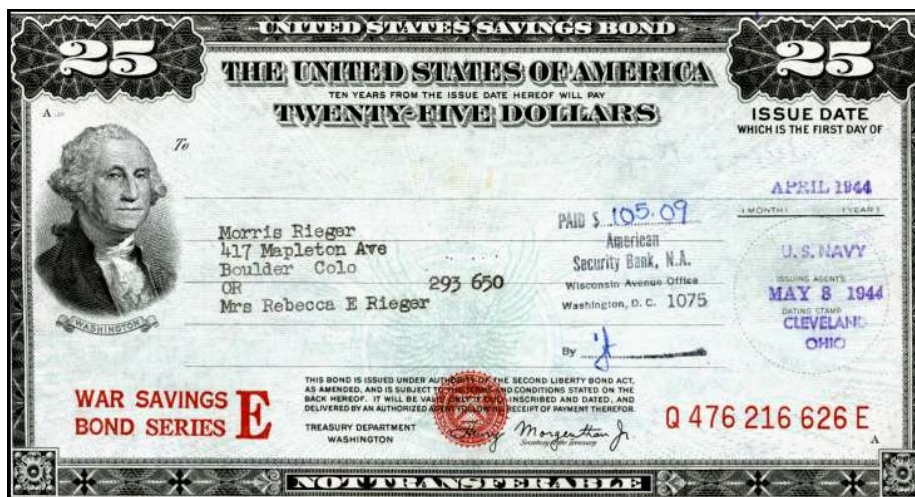 UNITED STATES SAVINGS BOND
25
25
THE UNITED STATES OF AMERICA
TEN YEARS FROM THE ISSUE DATE HEREOF WILL PAY
TWENTY-FIVE DOLLARS
ISSUE DATE
WHICH IS THE FIRST DAY OF
A
To
APRIL 1944
(MONTH) (YEAR)
Morris Rieger
417 Mapleton Ave
Boulder Colo
OR 293 650
Mrs Rebecca E Rieger
PAID $ 105.09
American
Security Bank, N.A.
Wisconsin Avenue Office
Washington, D.C. 1075
By
U.S. NAVY
ISSUING AGENT'S
MAY 8 1944
DATING STAMP
CLEVELAND
OHIO
WASHINGTON
WAR SAVINGS
BOND SERIES E
THIS BOND IS ISSUED UNDER AUTHORITY OF THE SECOND LIBERTY BOND ACT,
AS AMENDED, AND IS SUBJECT TO THE TERMS AND CONDITIONS STATED ON THE
BACK HEREOF. IT WILL BE VALID ONLY IF DULY INSCRIBED AND DATED, AND
DELIVERED BY AN AUTHORIZED AGENT FOLLOWING RECEIPT OF PAYMENT THEREFOR.
TREASURY DEPARTMENT
WASHINGTON
Henry Morgenthau Jr.
Secretary of the Treasury
Q 476 216 626 E
A
NOT TRANSFERABLE